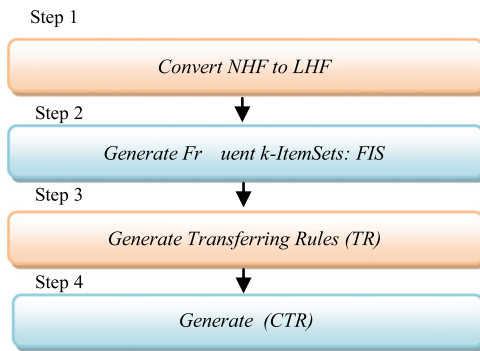 Step 1
Convert NHF to LHF
Step 2
Generate Fr uent k-ItemSets: FIS
Step 3
Generate Transferring Rules (TR)
Step 4
Generate (CTR)